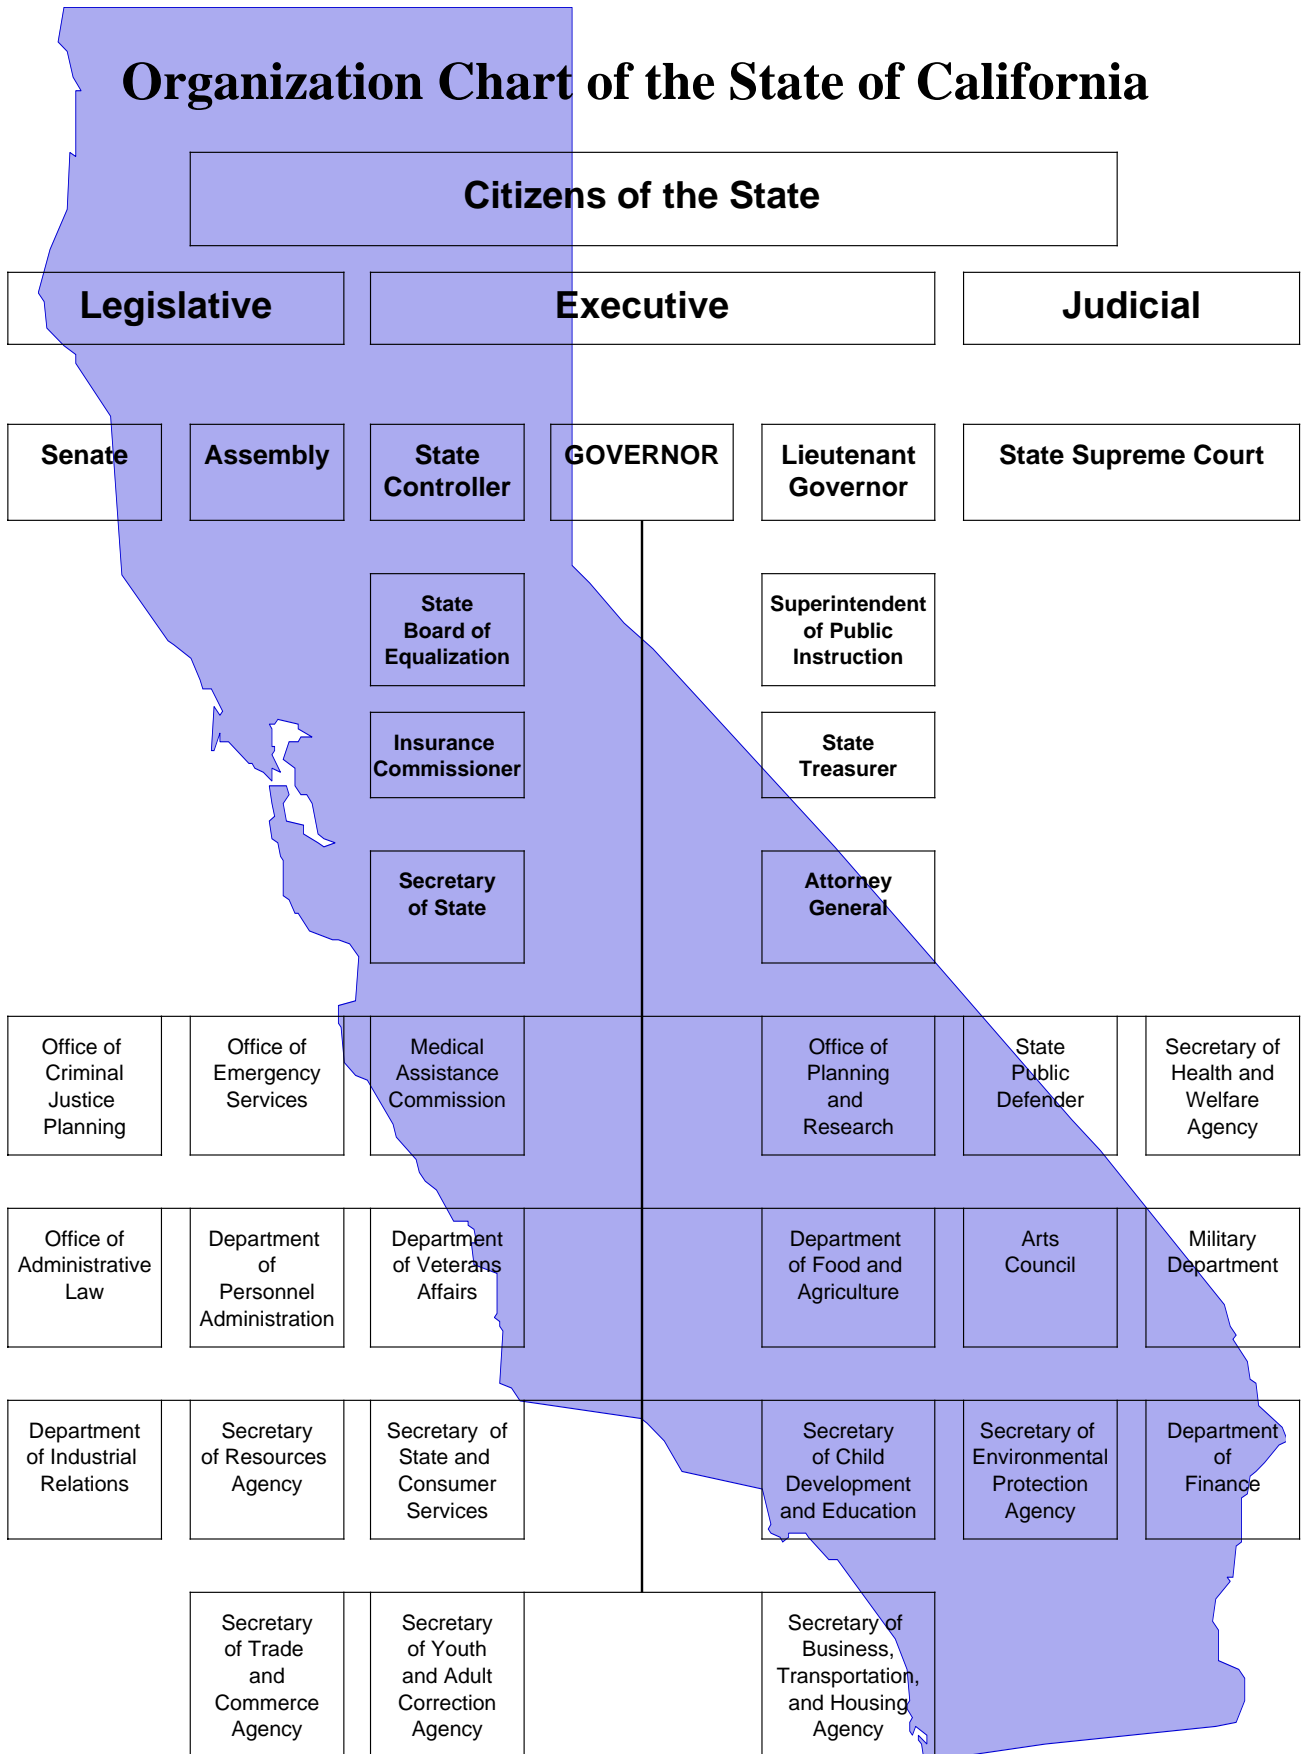 Organization Chart of the State of California
Citizens of the State
Legislative
Executive
Judicial
Senate
Assembly
State
Controller
GOVERNOR
Lieutenant
Governor
State Supreme Court
State
Board of
Equalization
Superintendent
of Public
Instruction
Insurance
Commissioner
State
Treasurer
Secretary
of State
Attorney
General
Office of
Criminal
Justice
Planning
Office of
Emergency
Services
Medical
Assistance
Commission
Office of
Planning
and
Research
State
Public
Defender
Secretary of
Health and
Welfare
Agency
Office of
Administrative
Law
Department
of
Personnel
Administration
Department
of Veterans
Affairs
Department
of Food and
Agriculture
Arts
Council
Military
Department
Department
of Industrial
Relations
Secretary
of Resources
Agency
Secretary of
State and
Consumer
Services
Secretary
of Child
Development
and Education
Secretary of
Environmental
Protection
Agency
Department
of
Finance
Secretary
of Trade
and
Commerce
Agency
Secretary
of Youth
and Adult
Correction
Agency
Secretary of
Business,
Transportation,
and Housing
Agency